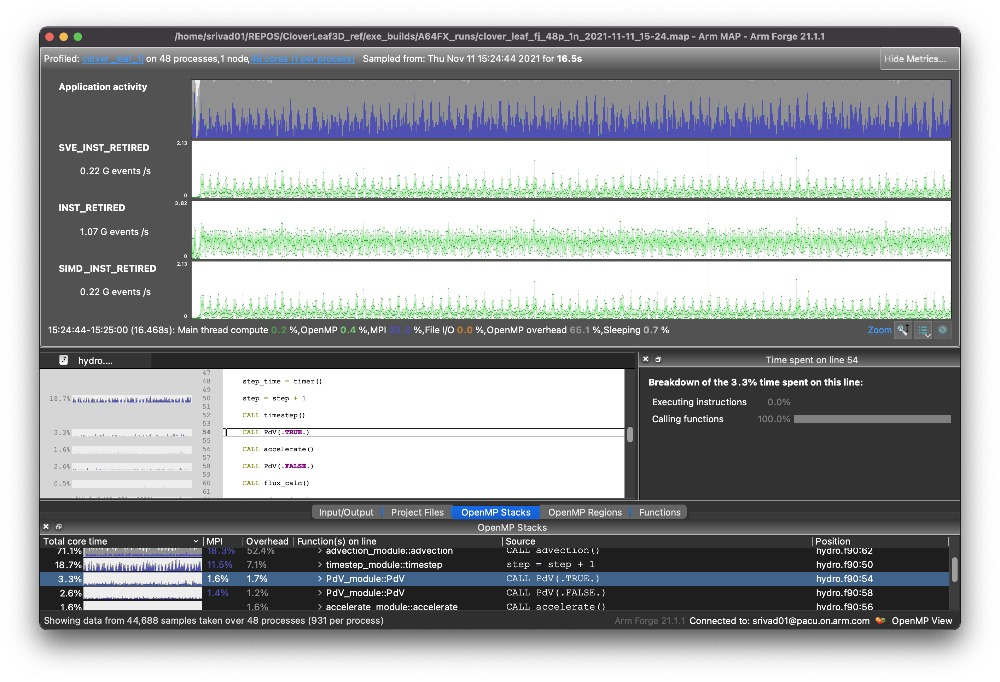 /home/srivad01/REPOS/CloverLeaf3D_ref/exe_builds/A64FX_runs/clover_leaf_fj_48p_1n_2021-11-11_15-24.map - Arm MAP - Arm Forge 21.1.1
Profiled: clover_leaf_fj on 48 processes,1 node,48 cores (1 per process) Sampled from: Thu Nov 11 15:24:44 2021 for 16.5s
Hide Metrics...
Application activity
SVE_INST_RETIRED
2.13
0.22 G events /s
0
INST_RETIRED
3.82
1.07 G events /s
0
SIMD_INST_RETIRED
2.13
0.22 G events /s
0
15:24:44-15:25:00 (16.468s): Main thread compute 0.2 %,OpenMP 0.4 %,MPI 33.5 %,File I/O 0.0 %,OpenMP overhead 65.1 %,Sleeping 0.7 %
Zoom
.F hydro....
47
48 step_time = timer()
49
18.7% 50 step = step + 1
51
52 CALL timestep()
53
3.3% 54 CALL PdV(.TRUE.)
55
1.6% 56 CALL accelerate()
57
2.6% 58 CALL PdV(.FALSE.)
59
0.5% 60 CALL flux_calc()
61
Time spent on line 54
Breakdown of the 3.3% time spent on this line:
Executing instructions 0.0%
Calling functions 100.0%
Input/Output Project Files OpenMP Stacks OpenMP Regions Functions
OpenMP Stacks
Total core time MPI Overhead Function(s) on line Source Position
71.1% 18.3% 52.4% > advection_module::advection CALL advection() hydro.f90:62
18.7% 11.5% 7.1% > timestep_module::timestep step = step + 1 hydro.f90:50
3.3% 1.6% 1.7% > PdV_module::PdV CALL PdV(.TRUE.) hydro.f90:54
2.6% 1.4% 1.2% > PdV_module::PdV CALL PdV(.FALSE.) hydro.f90:58
1.6% 1.6% > accelerate_module::accelerate CALL accelerate() hydro.f90:56
Showing data from 44,688 samples taken over 48 processes (931 per process)
Arm Forge 21.1.1 Connected to: srivad01@pacu.on.arm.com OpenMP View